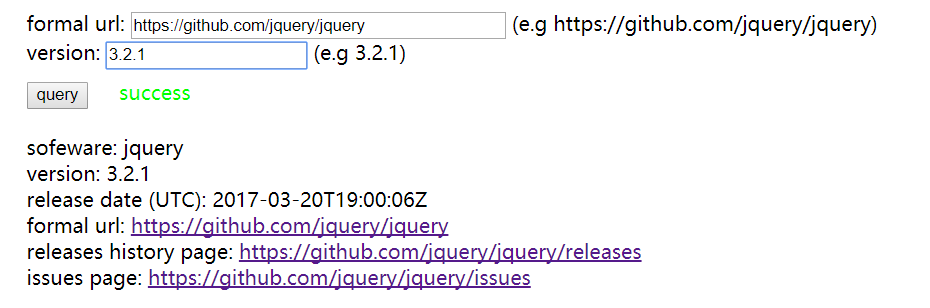 formal url: https://github.com/jquery/jquery (e.g https://github.com/jquery/jquery)
version: 3.2.1 (e.g 3.2.1)
query success
sofeware: jquery
version: 3.2.1
release date (UTC): 2017-03-20T19:00:06Z
formal url: https://github.com/jquery/jquery
releases history page: https://github.com/jquery/jquery/releases
issues page: https://github.com/jquery/jquery/issues